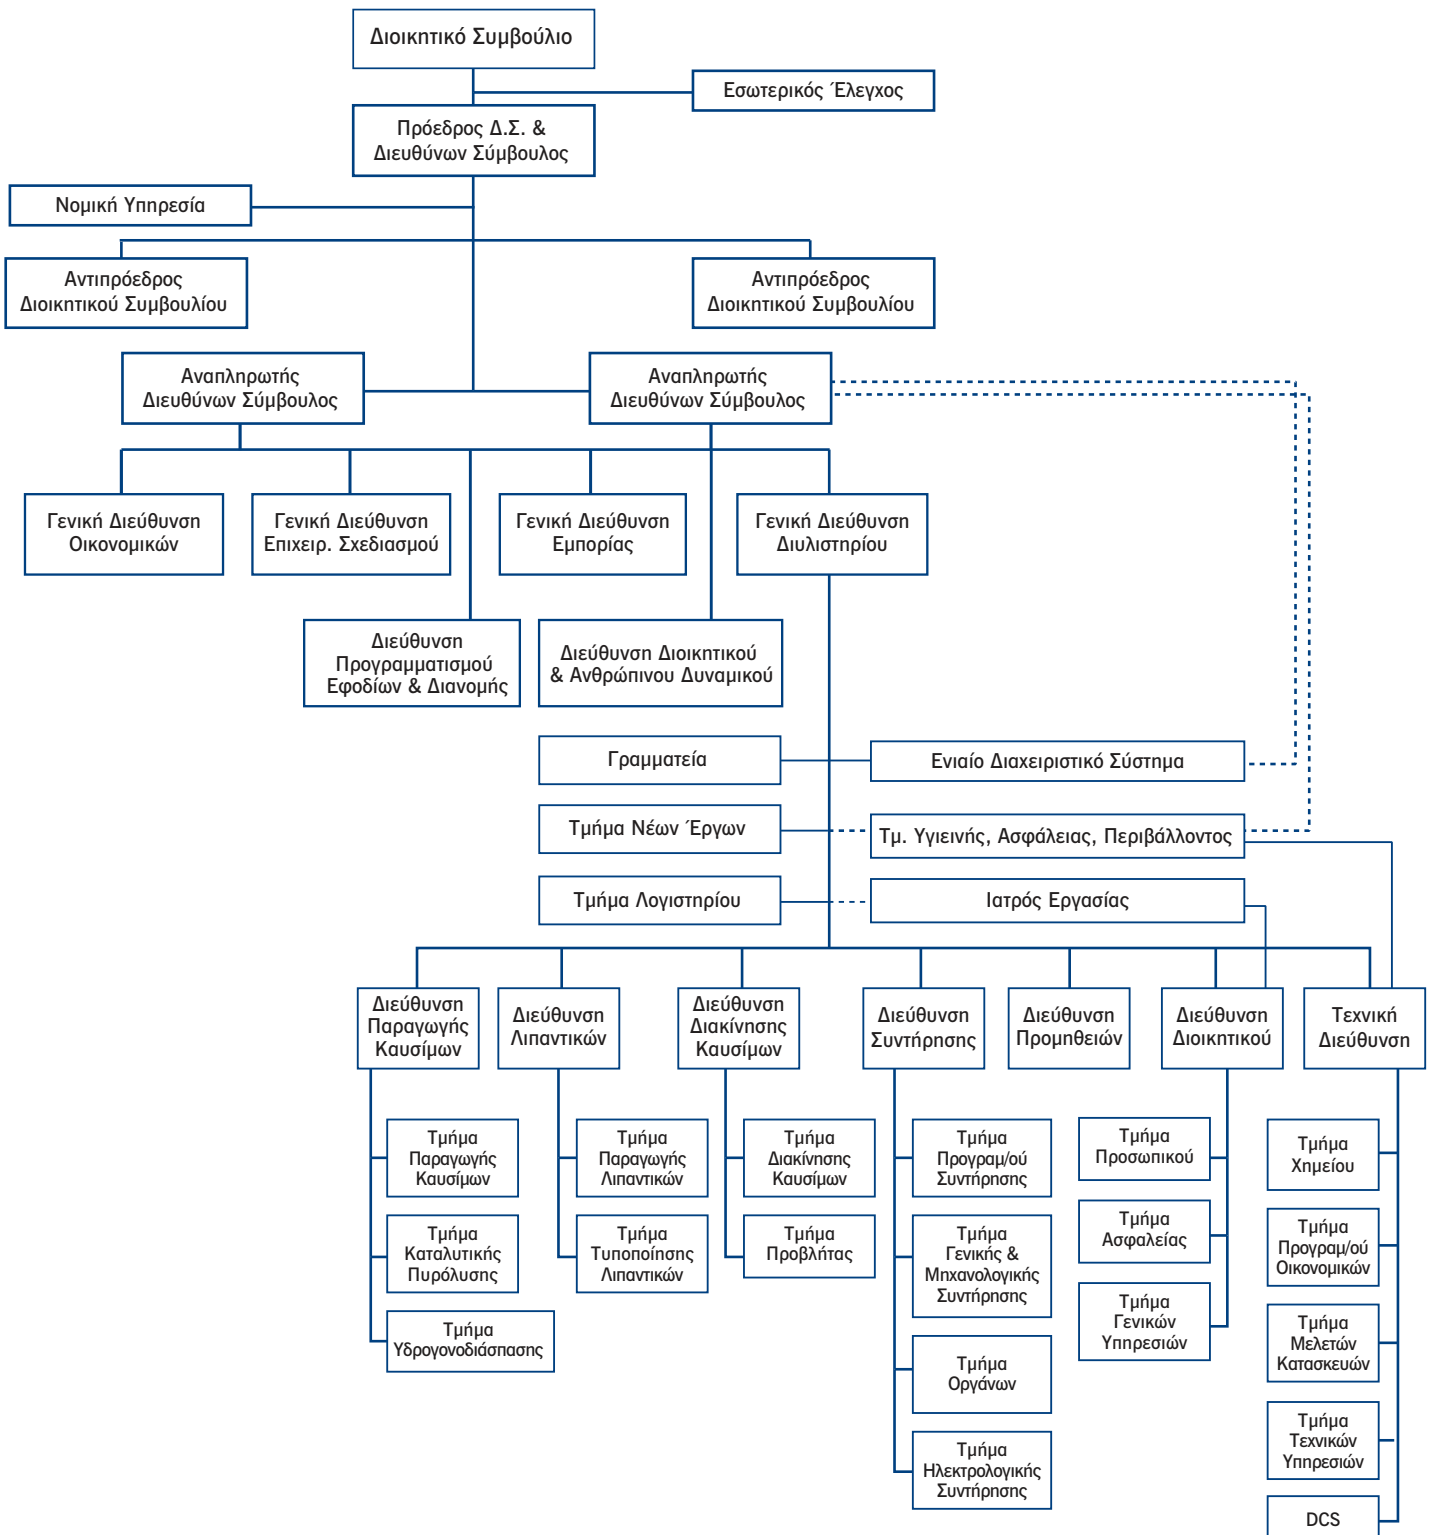 Διοικητικό Συμβούλιο
Εσωτερικός Έλεγχος
Πρόεδρος Δ.Σ. &
Διευθύνων Σύμβουλος
Νομική Υπηρεσία
Αντιπρόεδρος
Διοικητικού Συμβουλίου
Αντιπρόεδρος
Διοικητικού Συμβουλίου
Αναπληρωτής
Διευθύνων Σύμβουλος
Αναπληρωτής
Διευθύνων Σύμβουλος
Γενική Διεύθυνση
Οικονομικών
Γενική Διεύθυνση
Επιχειρ. Σχεδιασμού
Γενική Διεύθυνση
Εμπορίας
Γενική Διεύθυνση
Διυλιστηρίου
Διεύθυνση
Προγραμματισμού
Εφοδίων & Διανομής
Διεύθυνση Διοικητικού
& Ανθρώπινου Δυναμικού
Γραμματεία
Ενιαίο Διαχειριστικό Σύστημα
Τμήμα Νέων Έργων
Τμ. Υγιεινής, Ασφάλειας, Περιβάλλοντος
Τμήμα Λογιστηρίου
Ιατρός Εργασίας
Διεύθυνση
Παραγωγής
Καυσίμων
Διεύθυνση
Λιπαντικών
Διεύθυνση
Διακίνησης
Καυσίμων
Διεύθυνση
Συντήρησης
Διεύθυνση
Προμηθειών
Διεύθυνση
Διοικητικού
Τεχνική
Διεύθυνση
Τμήμα
Παραγωγής
Καυσίμων
Τμήμα
Καταλυτικής
Πυρόλυσης
Τμήμα
Υδρογονοδιάσπασης
Τμήμα
Παραγωγής
Λιπαντικών
Τμήμα
Τυποποίησης
Λιπαντικών
Τμήμα
Διακίνησης
Καυσίμων
Τμήμα
Προβλήτας
Τμήμα
Προγραμ/ού
Συντήρησης
Τμήμα
Γενικής &
Μηχανολογικής
Συντήρησης
Τμήμα
Οργάνων
Τμήμα
Ηλεκτρολογικής
Συντήρησης
Τμήμα
Προσωπικού
Τμήμα
Ασφαλείας
Τμήμα
Γενικών
Υπηρεσιών
Τμήμα
Χημείου
Τμήμα
Προγραμ/ού
Οικονομικών
Τμήμα
Μελετών
Κατασκευών
Τμήμα
Τεχνικών
Υπηρεσιών
DCS